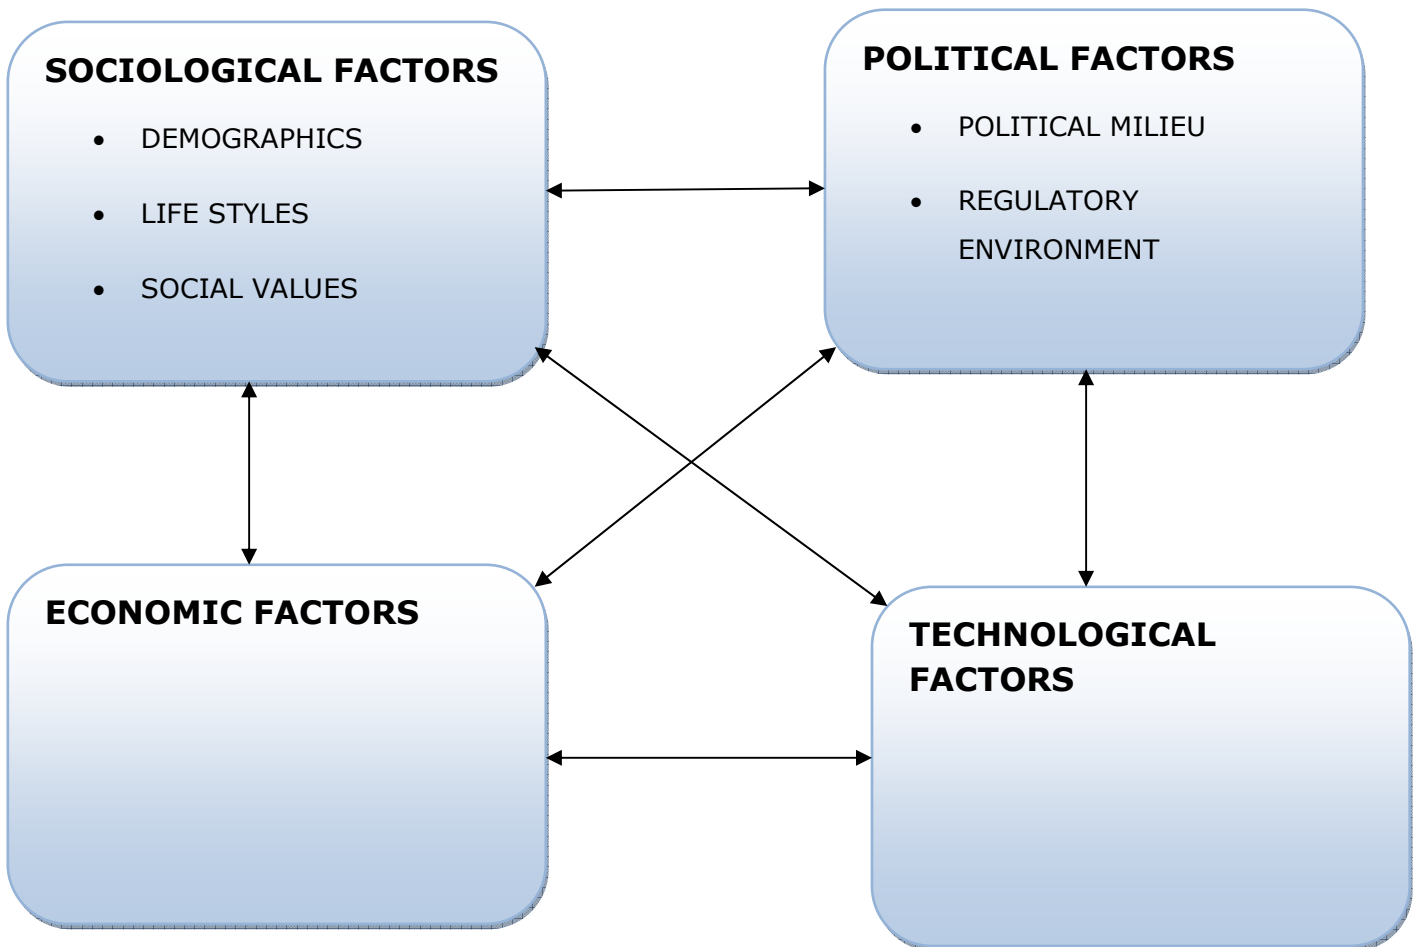 SOCIOLOGICAL FACTORS
• DEMOGRAPHICS
• LIFE STYLES
• SOCIAL VALUES
POLITICAL FACTORS
• POLITICAL MILIEU
• REGULATORY
ENVIRONMENT
ECONOMIC FACTORS
TECHNOLOGICAL
FACTORS